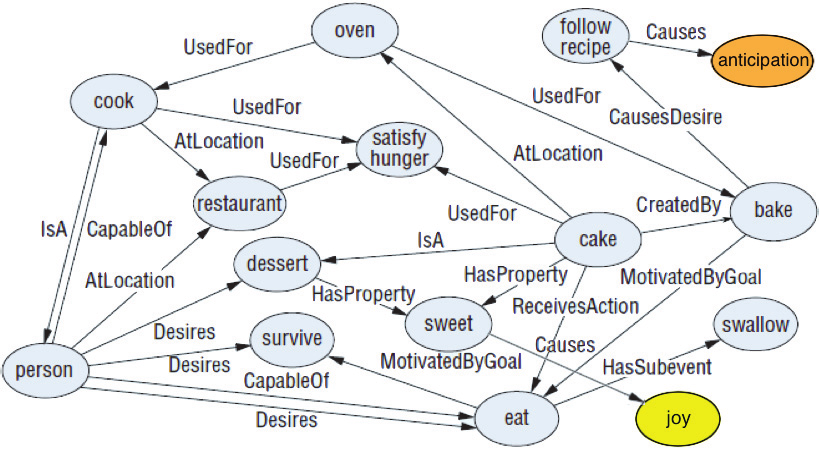 oven
follow
recipe
Causes
anticipation
UsedFor
cook
UsedFor
UsedFor
CausesDesire
AtLocation
satisfy
hunger
UsedFor
AtLocation
restaurant
UsedFor
CreatedBy
bake
IsA
CapableOf
IsA
cake
AtLocation
dessert
HasProperty
MotivatedByGoal
HasProperty
ReceivesAction
sweet
swallow
Desires
survive
Causes
person
Desires
MotivatedByGoal
HasSubevent
CapableOf
Desires
eat
joy